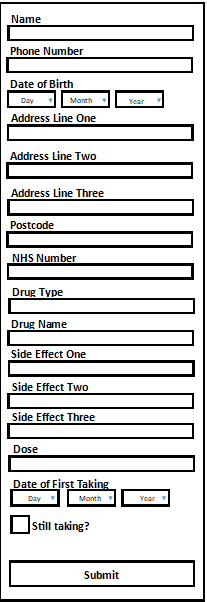 Name
Phone Number
Date of Birth
Day Month Year
Address Line One
Address Line Two
Address Line Three
Postcode
NHS Number
Drug Type
Drug Name
Side Effect One
Side Effect Two
Side Effect Three
Dose
Date of First Taking
Day Month Year
Still taking?
Submit